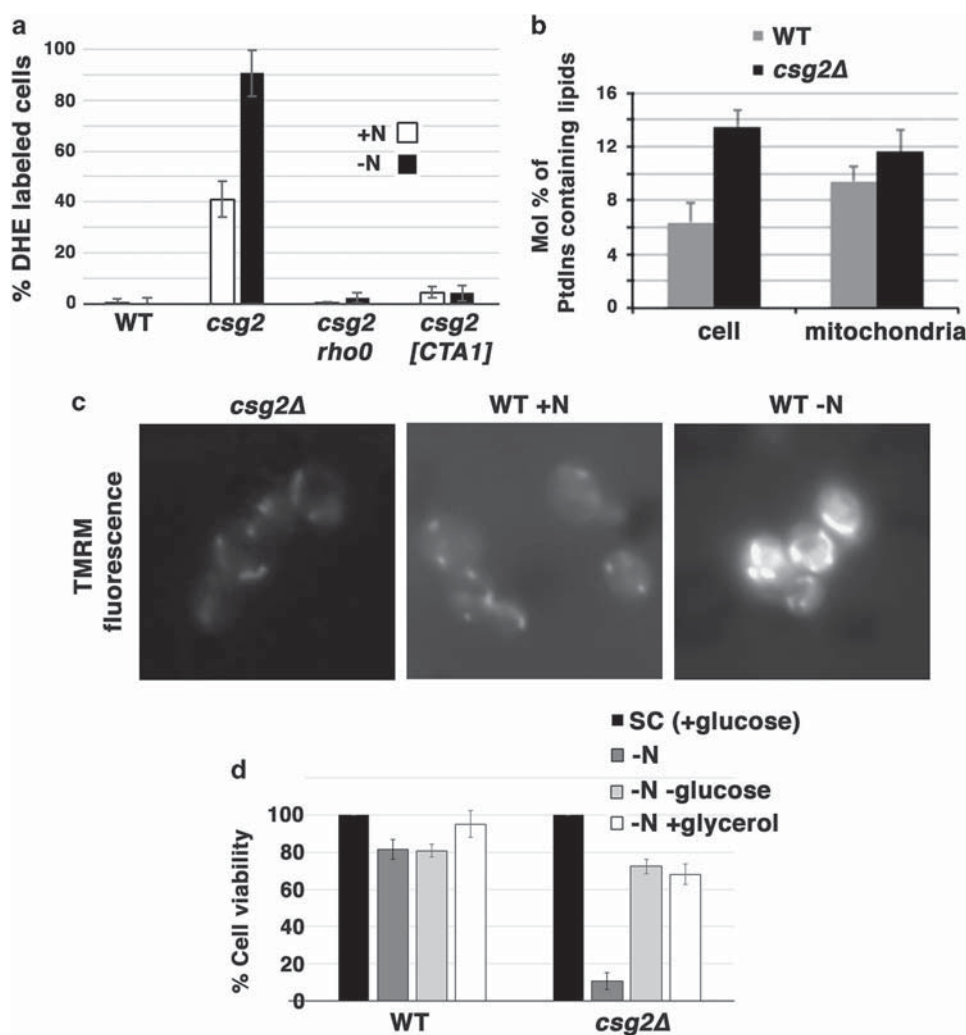 a
% DHE labeled cells
100
80
60
40
20
0
+N
-N
WT
csg2
csg2
rho0
csg2
[CTA1]
b
WT
csg2Δ
Mol % of
PtdIns containing lipids
16
12
8
4
0
cell
mitochondria
c
csg2Δ
WT +N
WT -N
TMRM
fluorescence
d
SC (+glucose)
-N
-N -glucose
-N +glycerol
% Cell viability
100
80
60
40
20
0
WT
csg2Δ